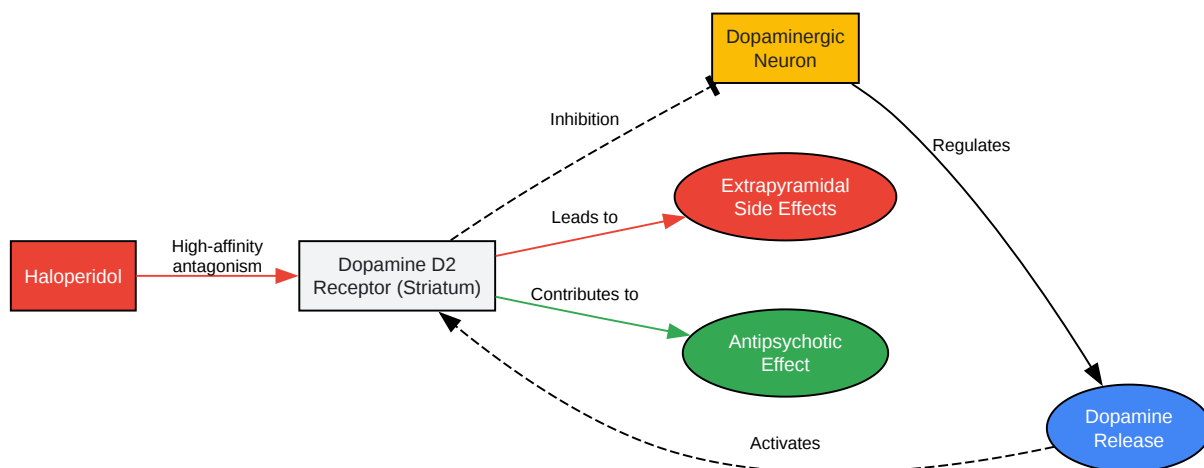 Dopaminergic
Neuron
Inhibition
Regulates
Extrapyramidal
Side Effects
Leads to
High-affinity
antagonism
Haloperidol
Dopamine D2
Receptor (Striatum)
Contributes to
Antipsychotic
Effect
Dopamine
Release
Activates